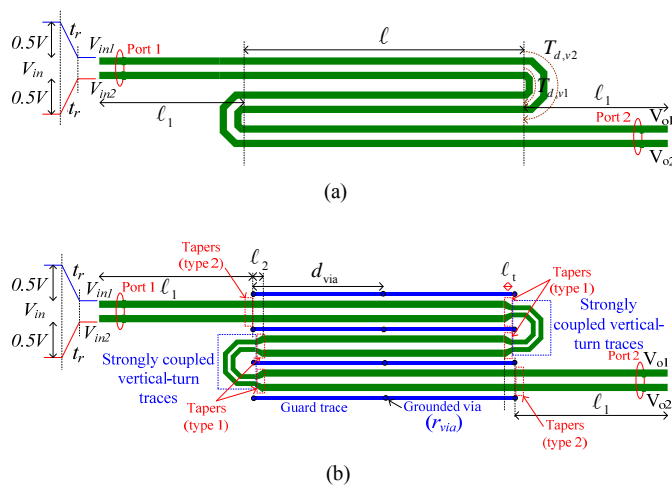 0.5V
t_r
V_in1
Port 1
ℓ
T_d,v2
V_in
T_d,v1
0.5V
t_r
V_in2
ℓ_1
ℓ_1
Port 2
V_o1
V_o2
(a)
Tapers
(type 2)
ℓ_2
d_via
ℓ_t
Tapers
(type 1)
0.5V
t_r
V_in1
Port 1
ℓ_1
Strongly
coupled vertical-
turn traces
V_in
0.5V
t_r
V_in2
Strongly coupled
vertical-turn
traces
Port 2
V_o1
V_o2
Tapers
(type 1)
Guard trace
Grounded via
(r_via)
ℓ_1
Tapers
(type 2)
(b)